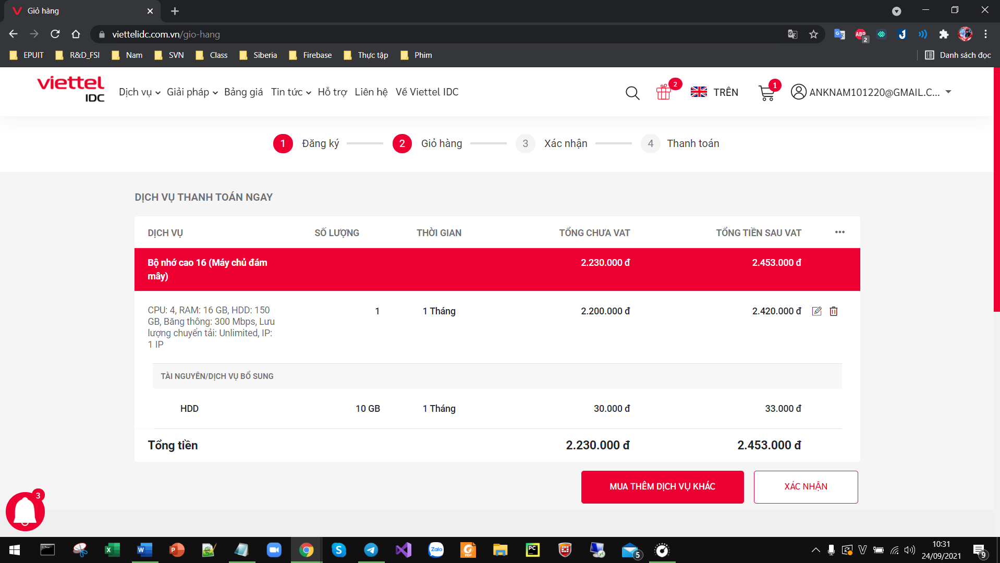 Giỏ hàng
viettelidc.com.vn/gio-hang
ABP
2
EPUIT
R&D_FSI
Nam
SVN
Class
Siberia
Firebase
Thực tập
Phim
Danh sách đọc
viettel
IDC
Dịch vụ
Giải pháp
Bảng giá
Tin tức
Hỗ trợ
Liên hệ
Về Viettel IDC
2
TRÊN
1
ANKNAM101220@GMAIL.C...
1 Đăng ký
2 Giỏ hàng
3 Xác nhận
4 Thanh toán
DỊCH VỤ THANH TOÁN NGAY
DỊCH VỤ SỐ LƯỢNG THỜI GIAN TỔNG CHƯA VAT TỔNG TIỀN SAU VAT
Bộ nhớ cao 16 (Máy chủ đám 2.230.000 đ 2.453.000 đ
mây)
CPU: 4, RAM: 16 GB, HDD: 150 1 1 Tháng 2.200.000 đ 2.420.000 đ
GB, Băng thông: 300 Mbps, Lưu
lượng chuyển tải: Unlimited, IP:
1 IP
TÀI NGUYÊN/DỊCH VỤ BỔ SUNG
HDD 10 GB 1 Tháng 30.000 đ 33.000 đ
Tổng tiền 2.230.000 đ 2.453.000 đ
MUA THÊM DỊCH VỤ KHÁC
XÁC NHẬN
3
Zalo
PDF
PC
5
10:31
24/09/2021
9